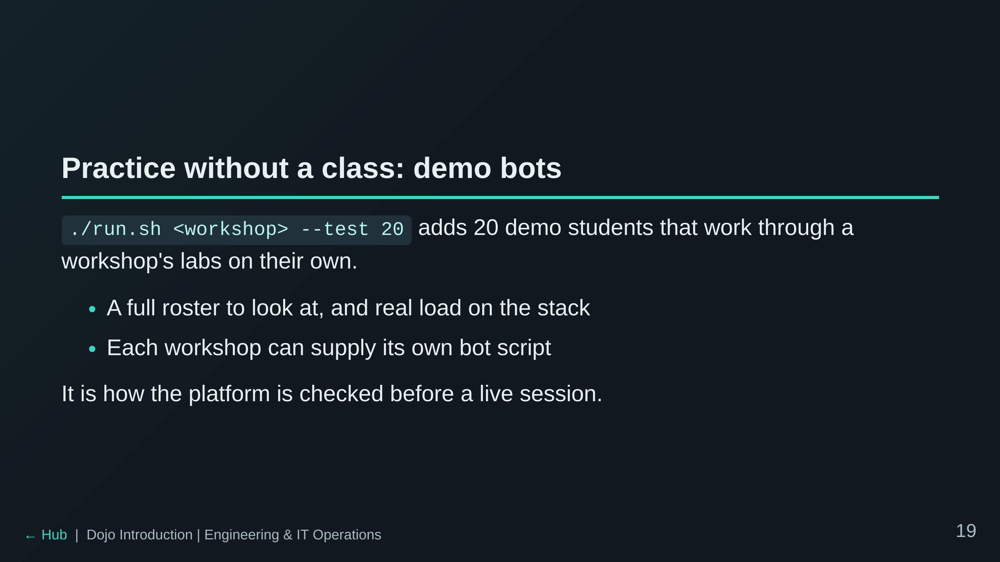 Practice without a class: demo bots
./run.sh <workshop> --test 20 adds 20 demo students that work through a
workshop's labs on their own.
• A full roster to look at, and real load on the stack
• Each workshop can supply its own bot script
It is how the platform is checked before a live session.
← Hub | Dojo Introduction | Engineering & IT Operations
19